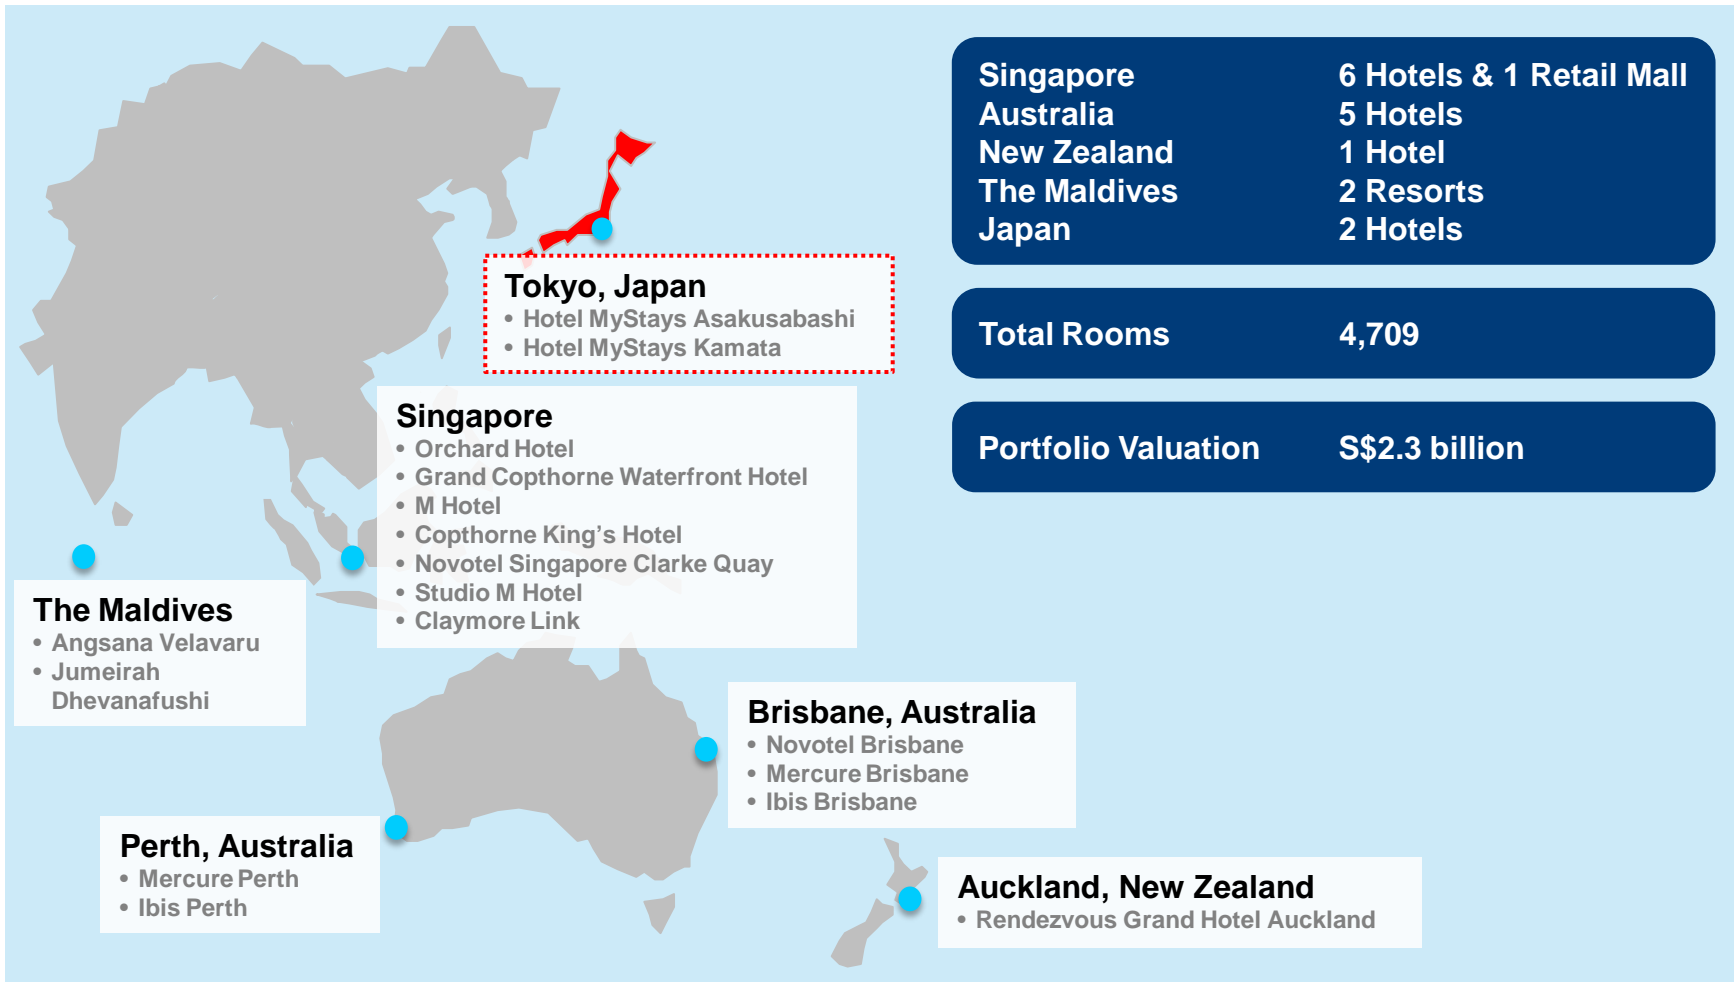 Singapore 6 Hotels & 1 Retail Mall
Australia 5 Hotels
New Zealand 1 Hotel
The Maldives 2 Resorts
Japan 2 Hotels
Total Rooms 4,709
Portfolio Valuation S$2.3 billion
Tokyo, Japan
• Hotel MyStays Asakusabashi
• Hotel MyStays Kamata
Singapore
• Orchard Hotel
• Grand Copthorne Waterfront Hotel
• M Hotel
• Copthorne King’s Hotel
• Novotel Singapore Clarke Quay
• Studio M Hotel
• Claymore Link
The Maldives
• Angsana Velavaru
• Jumeirah
Dhevanafushi
Brisbane, Australia
• Novotel Brisbane
• Mercure Brisbane
• Ibis Brisbane
Perth, Australia
• Mercure Perth
• Ibis Perth
Auckland, New Zealand
• Rendezvous Grand Hotel Auckland